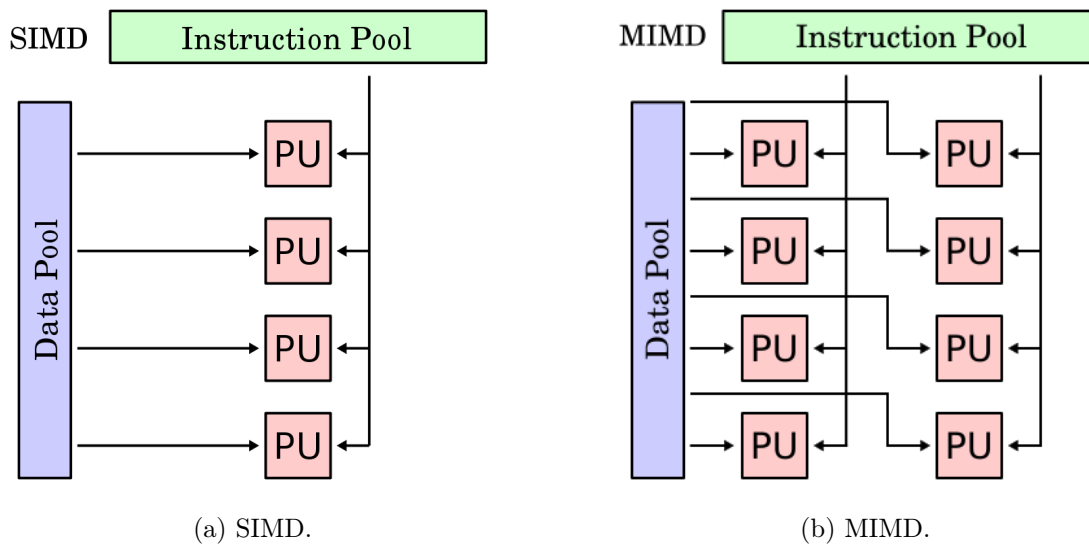 SIMD
Instruction Pool
Data Pool
PU
PU
PU
PU
(a) SIMD.
MIMD
Instruction Pool
Data Pool
PU
PU
PU
PU
PU
PU
PU
PU
(b) MIMD.